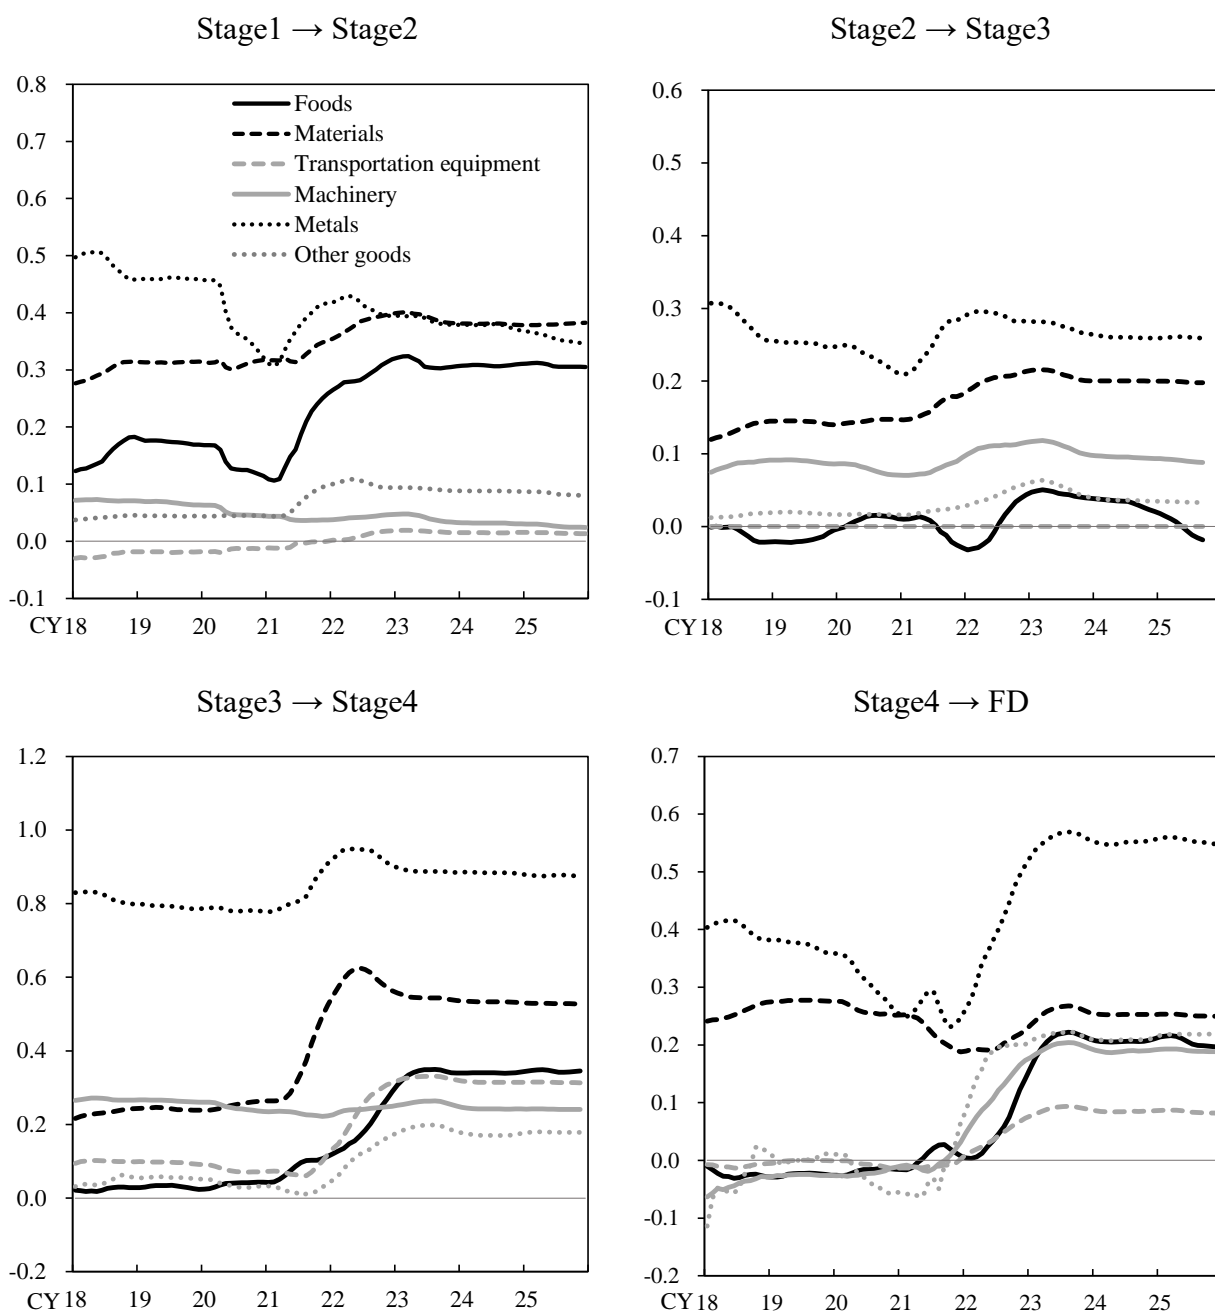 Stage1 → Stage2
0.8
0.7
0.6
0.5
0.4
0.3
0.2
0.1
0.0
-0.1
Foods
Materials
Transportation equipment
Machinery
Metals
Other goods
CY18 19 20 21 22 23 24 25
Stage2 → Stage3
0.6
0.5
0.4
0.3
0.2
0.1
0.0
-0.1
CY18 19 20 21 22 23 24 25
Stage3 → Stage4
1.2
1.0
0.8
0.6
0.4
0.2
0.0
-0.2
CY18 19 20 21 22 23 24 25
Stage4 → FD
0.7
0.6
0.5
0.4
0.3
0.2
0.1
0.0
-0.1
-0.2
CY18 19 20 21 22 23 24 25